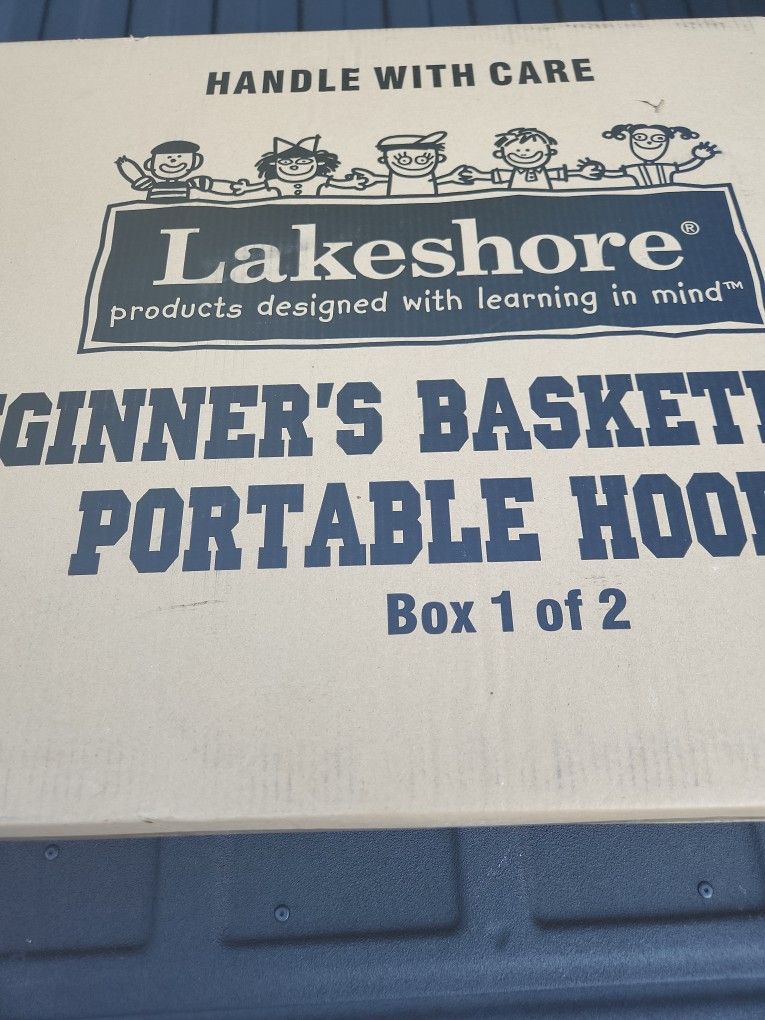 HANDLE WITH CARE
Lakeshore®
products designed with learning in mind™
GINNER'S BASKET
PORTABLE HOO
Box 1 of 2